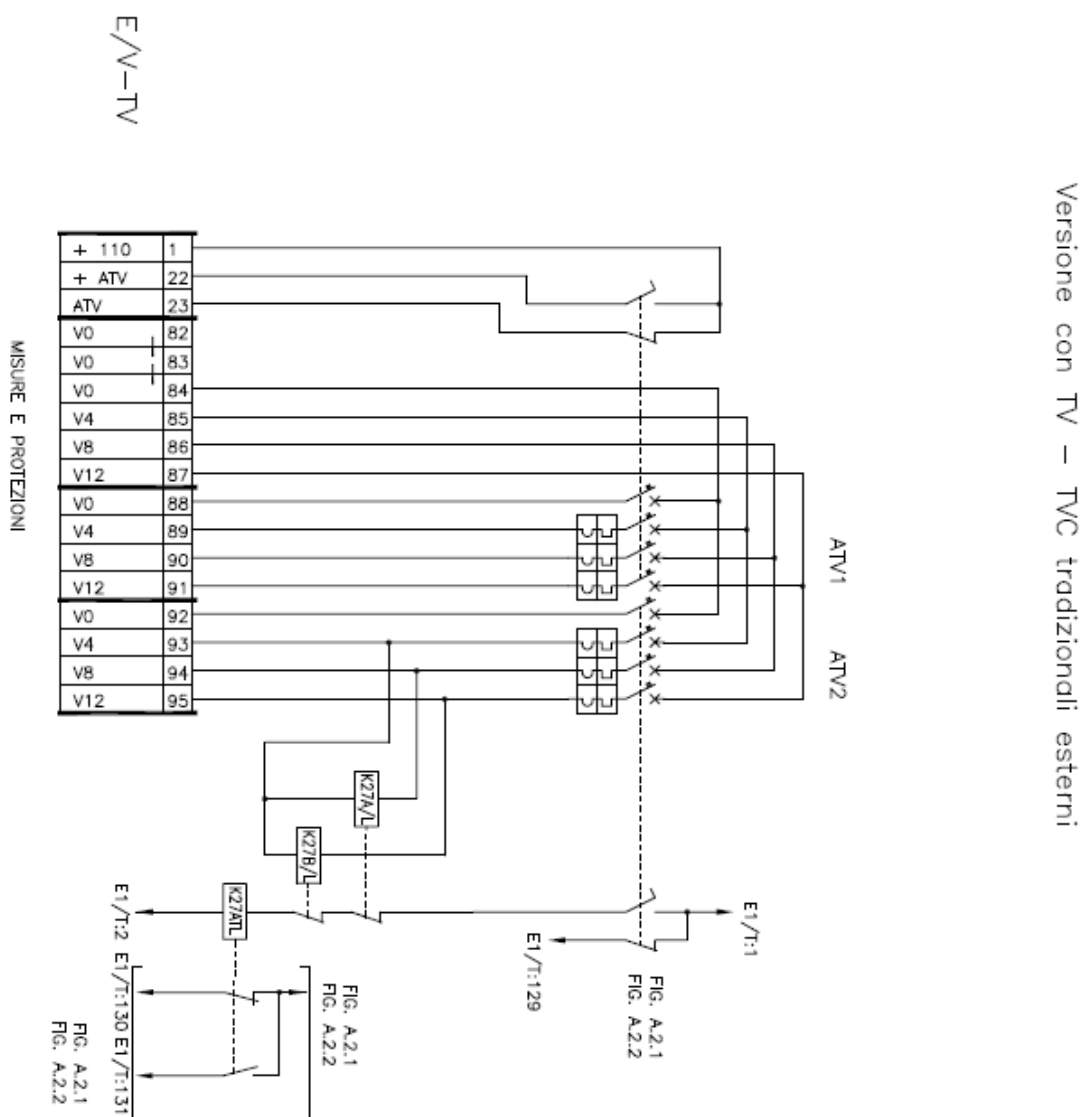 Versione con TV – TVC tradizionali esterni
E/V–TV
MISURE E PROTEZIONI
+ 110 1
+ ATV 22
ATV 23
V0 82
V0 83
V0 84
V4 85
V8 86
V12 87
V0 88
V4 89
V8 90
V12 91
V0 92
V4 93
V8 94
V12 95
ATV1
ATV2
K27A/L
K27B/L
K27ATL
E1/T:1
E1/T:2
E1/T:129
E1/T:130
E1/T:131
FIG. A.2.1
FIG. A.2.2
FIG. A.2.1
FIG. A.2.2
FIG. A.2.1
FIG. A.2.2